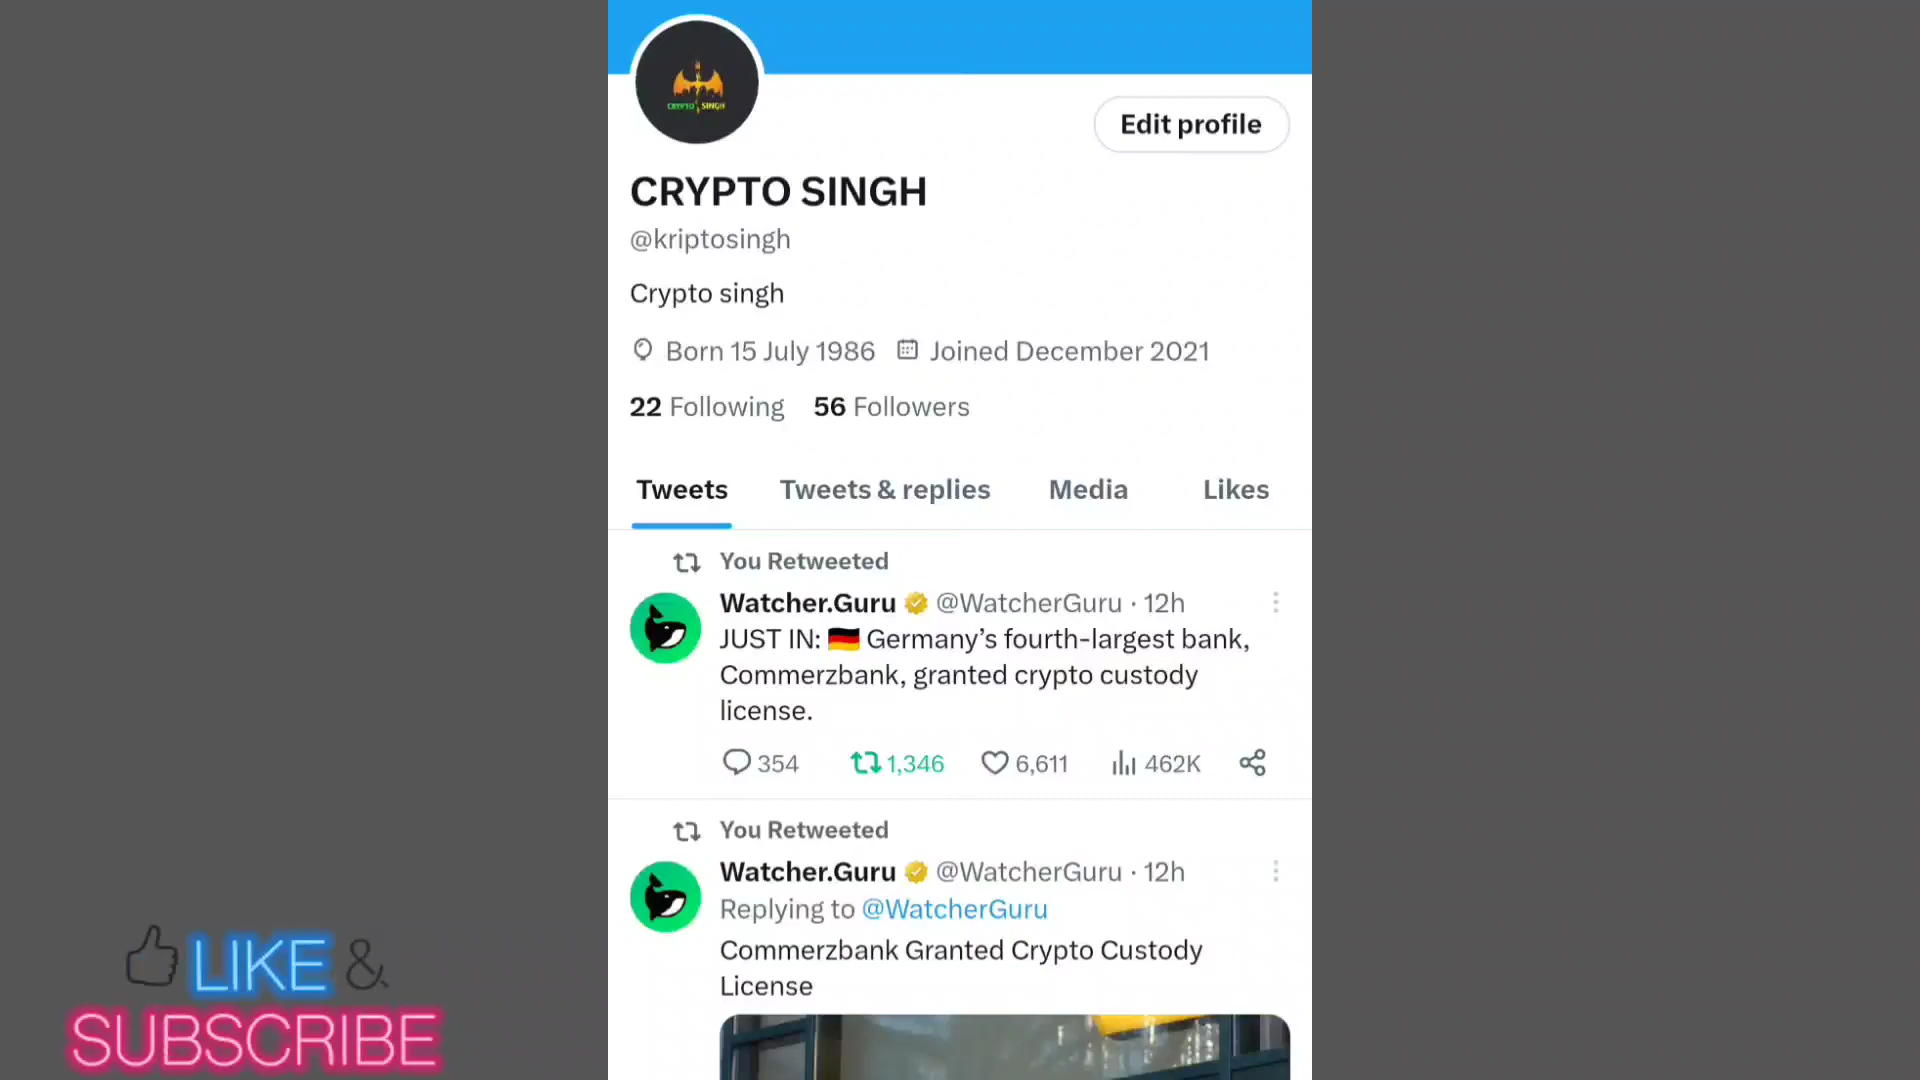 CRYPTO SINGH
Edit profile
CRYPTO SINGH
@kriptosingh
Crypto singh
Born 15 July 1986 Joined December 2021
22 Following 56 Followers
Tweets Tweets & replies Media Likes
You Retweeted
Watcher.Guru @WatcherGuru · 12h
JUST IN: 🇩🇪 Germany’s fourth-largest bank,
Commerzbank, granted crypto custody
license.
354 1,346 6,611 462K
You Retweeted
Watcher.Guru @WatcherGuru · 12h
Replying to @WatcherGuru
Commerzbank Granted Crypto Custody
License
LIKE &
SUBSCRIBE